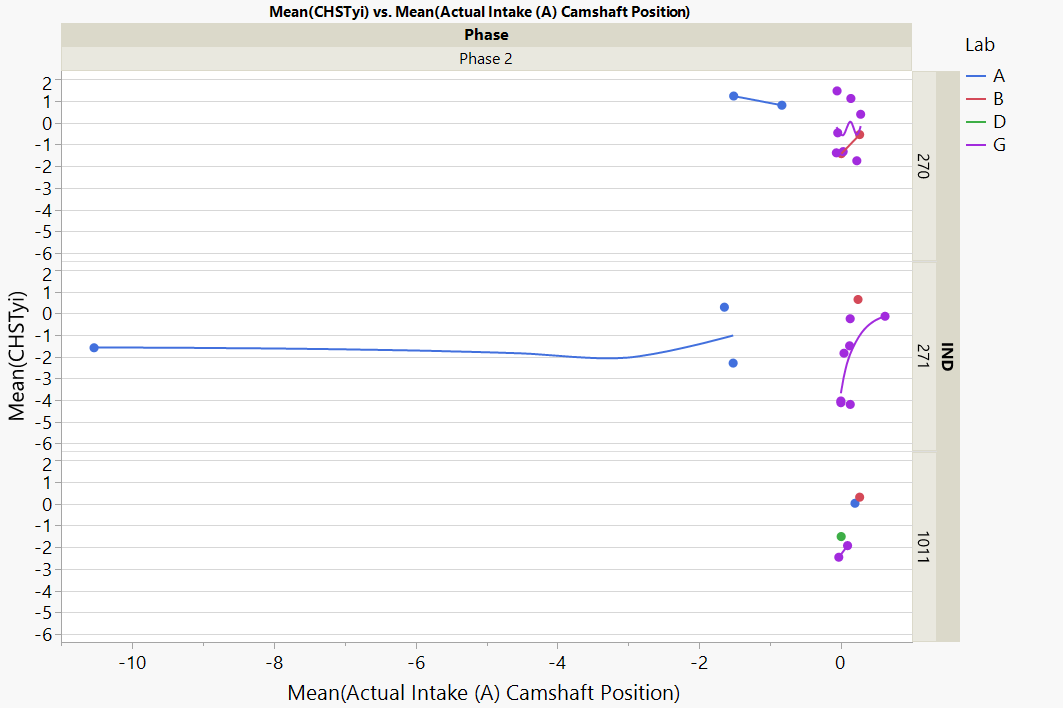 Mean(CHSTyi) vs. Mean(Actual Intake (A) Camshaft Position)
Phase
Phase 2
Lab
A
B
D
G
Mean(CHSTyi)
2
1
0
-1
-2
-3
-4
-5
-6
270
2
1
0
-1
-2
-3
-4
-5
-6
271
IND
2
1
0
-1
-2
-3
-4
-5
-6
1011
-10 -8 -6 -4 -2 0
Mean(Actual Intake (A) Camshaft Position)